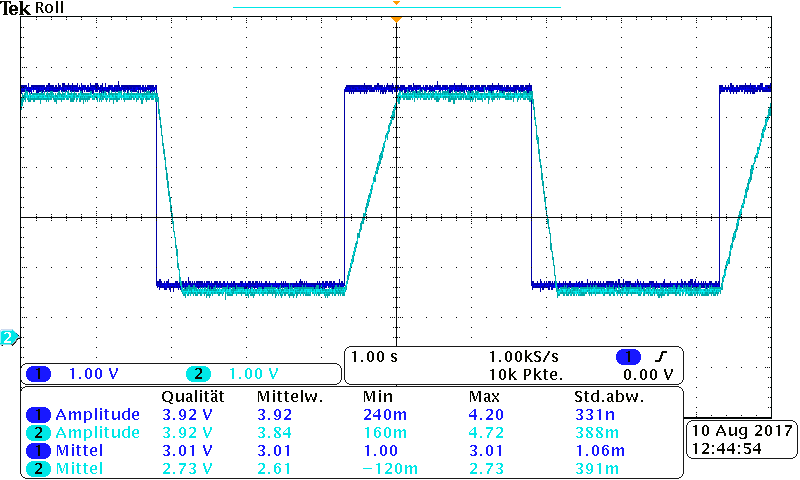 Tek Roll
2
1 1.00 V 2 1.00 V
1.00 s 1.00kS/s 1
10k Pkte. 0.00 V
Qualität Mittelw. Min Max Std.abw.
1 Amplitude 3.92 V 3.92 240m 4.20 331m
2 Amplitude 3.92 V 3.84 160m 4.72 388m
1 Mittel 3.01 V 3.01 1.00 3.01 1.06m
2 Mittel 2.73 V 2.61 −120m 2.73 391m
10 Aug 2017
12:44:54